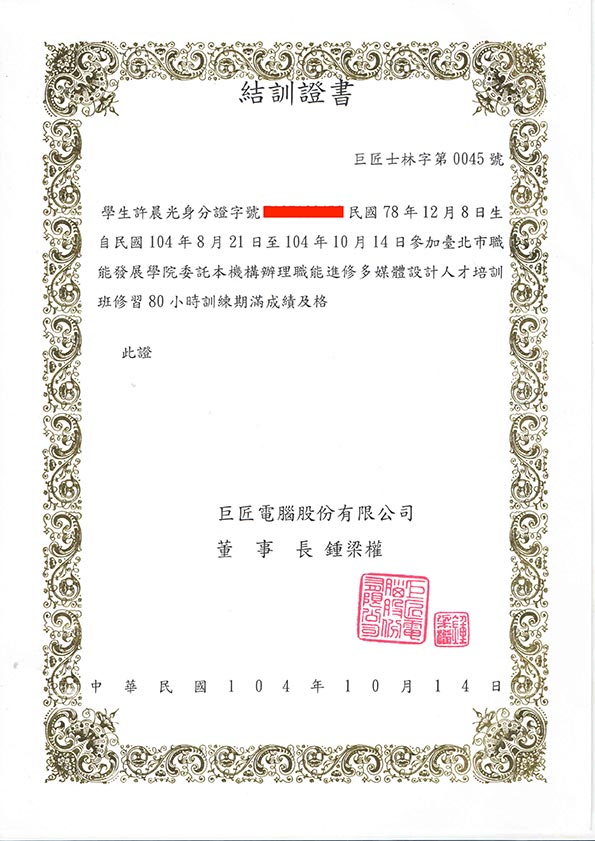 結訓證書
巨匠士林字第 0045 號
學生許晨光身分證字號 民國 78 年 12 月 8 日生
自民國 104 年 8 月 21 日至 104 年 10 月 14 日參加臺北市職
能發展學院委託本機構辦理職能進修多媒體設計人才培訓
班修習 80 小時訓練期滿成績及格
此證
巨匠電腦股份有限公司
董事長 鍾梁權
巨匠電
腦股份
有限公司
鍾
梁權
中華民國104年10月14日